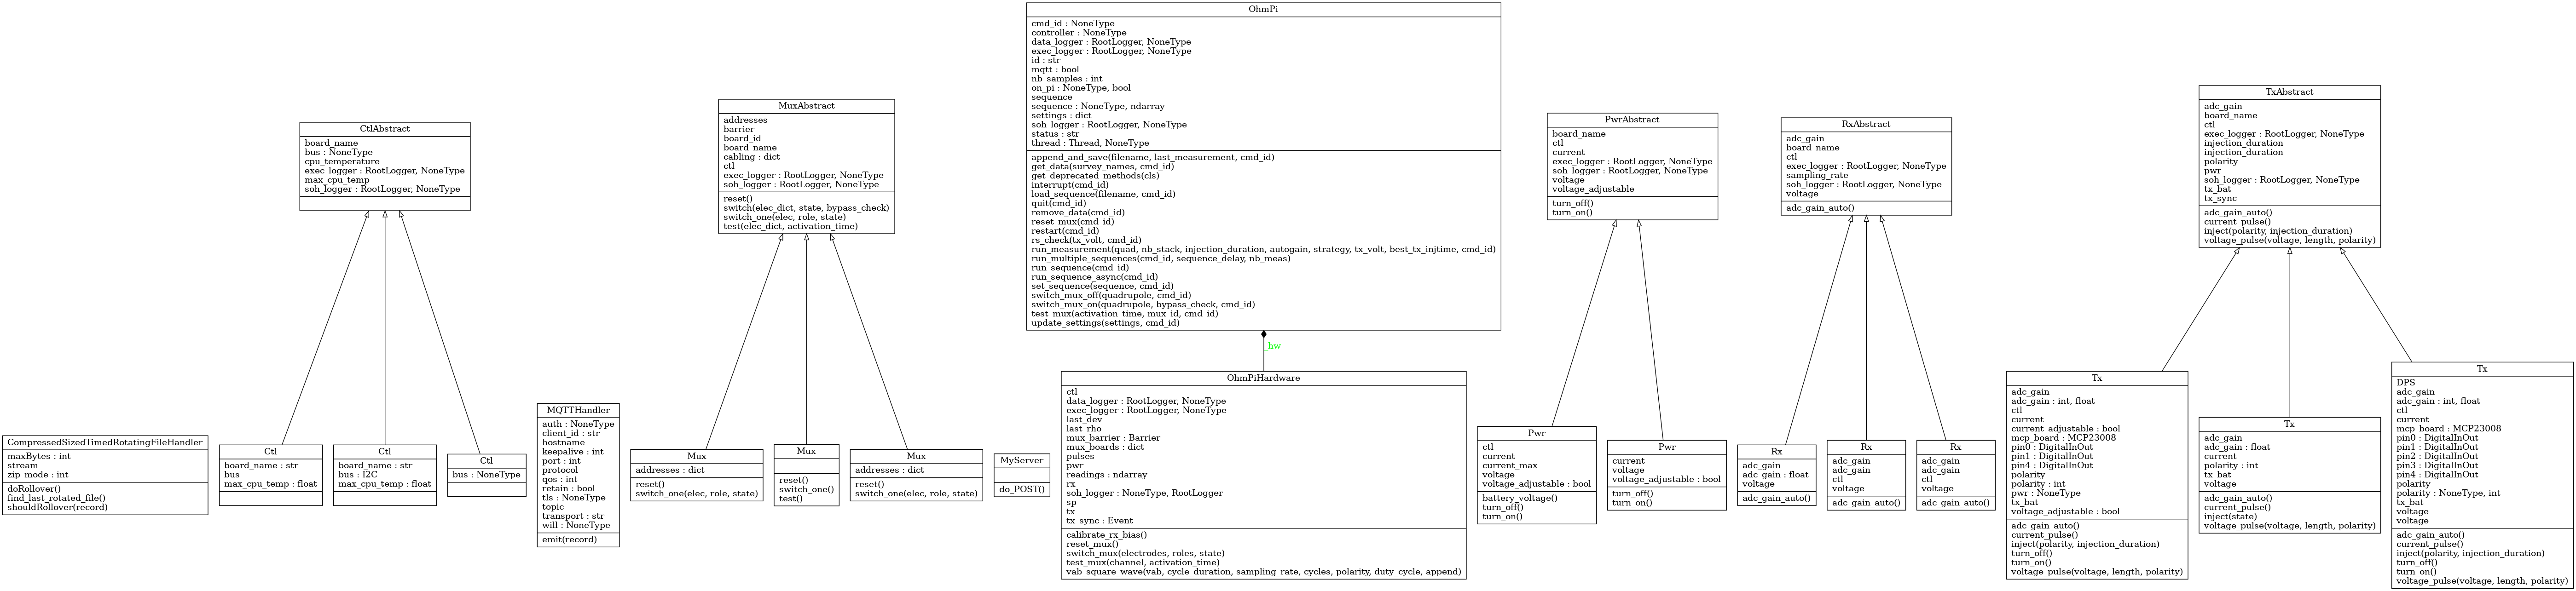 OhmPi
cmd_id : NoneType
controller : NoneType
data_logger : RootLogger, NoneType
exec_logger : RootLogger, NoneType
id : str
mqtt : bool
nb_samples : int
on_pi : NoneType, bool
sequence
sequence : NoneType, ndarray
settings : dict
soh_logger : RootLogger, NoneType
status : str
thread : Thread, NoneType
append_and_save(filename, last_measurement, cmd_id)
get_data(survey_names, cmd_id)
get_deprecated_methods(cls)
interrupt(cmd_id)
load_sequence(filename, cmd_id)
quit(cmd_id)
remove_data(cmd_id)
reset_mux(cmd_id)
restart(cmd_id)
rs_check(tx_volt, cmd_id)
run_measurement(quad, nb_stack, injection_duration, autogain, strategy, tx_volt, best_tx_injtime, cmd_id)
run_multiple_sequences(cmd_id, sequence_delay, nb_meas)
run_sequence(cmd_id)
run_sequence_async(cmd_id)
set_sequence(sequence, cmd_id)
switch_mux_off(quadrupole, cmd_id)
switch_mux_on(quadrupole, bypass_check, cmd_id)
test_mux(activation_time, mux_id, cmd_id)
update_settings(settings, cmd_id)
CtlAbstract
board_name
bus : NoneType
cpu_temperature
exec_logger : RootLogger, NoneType
max_cpu_temp
soh_logger : RootLogger, NoneType
MuxAbstract
addresses
barrier
board_id
board_name
cabling : dict
ctl
exec_logger : RootLogger, NoneType
soh_logger : RootLogger, NoneType
reset()
switch(elec_dict, state, bypass_check)
switch_one(elec, role, state)
test(elec_dict, activation_time)
PwrAbstract
board_name
ctl
current
exec_logger : RootLogger, NoneType
soh_logger : RootLogger, NoneType
voltage
voltage_adjustable
turn_off()
turn_on()
RxAbstract
adc_gain
board_name
ctl
exec_logger : RootLogger, NoneType
sampling_rate
soh_logger : RootLogger, NoneType
voltage
adc_gain_auto()
TxAbstract
adc_gain
board_name
ctl
exec_logger : RootLogger, NoneType
injection_duration
injection_duration
polarity
pwr
soh_logger : RootLogger, NoneType
tx_bat
tx_sync
adc_gain_auto()
current_pulse()
inject(polarity, injection_duration)
voltage_pulse(voltage, length, polarity)
_hw
CompressedSizedTimedRotatingFileHandler
maxBytes : int
stream
zip_mode : int
doRollover()
find_last_rotated_file()
shouldRollover(record)
Ctl
board_name : str
bus
max_cpu_temp : float
Ctl
board_name : str
bus : I2C
max_cpu_temp : float
Ctl
bus : NoneType
MQTTHandler
auth : NoneType
client_id : str
hostname
keepalive : int
port : int
protocol
qos : int
retain : bool
tls : NoneType
topic
transport : str
will : NoneType
emit(record)
Mux
addresses : dict
reset()
switch_one(elec, role, state)
Mux
reset()
switch_one()
test()
Mux
addresses : dict
reset()
switch_one(elec, role, state)
MyServer
do_POST()
OhmPiHardware
ctl
data_logger : RootLogger, NoneType
exec_logger : RootLogger, NoneType
last_dev
last_rho
mux_barrier : Barrier
mux_boards : dict
pulses
pwr
readings : ndarray
rx
soh_logger : NoneType, RootLogger
sp
tx
tx_sync : Event
calibrate_rx_bias()
reset_mux()
switch_mux(electrodes, roles, state)
test_mux(channel, activation_time)
vab_square_wave(vab, cycle_duration, sampling_rate, cycles, polarity, duty_cycle, append)
Pwr
ctl
current
current_max
voltage
voltage_adjustable : bool
battery_voltage()
turn_off()
turn_on()
Pwr
current
voltage
voltage_adjustable : bool
turn_off()
turn_on()
Rx
adc_gain
adc_gain : float
voltage
adc_gain_auto()
Rx
adc_gain
adc_gain
ctl
voltage
adc_gain_auto()
Rx
adc_gain
adc_gain
ctl
voltage
adc_gain_auto()
Tx
adc_gain
adc_gain : int, float
ctl
current
current_adjustable : bool
mcp_board : MCP23008
pin0 : DigitalInOut
pin1 : DigitalInOut
pin4 : DigitalInOut
polarity
polarity : int
pwr : NoneType
tx_bat
voltage_adjustable : bool
adc_gain_auto()
current_pulse()
inject(polarity, injection_duration)
turn_off()
turn_on()
voltage_pulse(voltage, length, polarity)
Tx
adc_gain
adc_gain : float
current
polarity : int
tx_bat
voltage
adc_gain_auto()
current_pulse()
inject(state)
voltage_pulse(voltage, length, polarity)
Tx
DPS
adc_gain
adc_gain : int, float
ctl
current
mcp_board : MCP23008
pin0 : DigitalInOut
pin1 : DigitalInOut
pin2 : DigitalInOut
pin3 : DigitalInOut
pin4 : DigitalInOut
polarity
polarity : NoneType, int
tx_bat
voltage
voltage
adc_gain_auto()
current_pulse()
inject(polarity, injection_duration)
turn_off()
turn_on()
voltage_pulse(voltage, length, polarity)